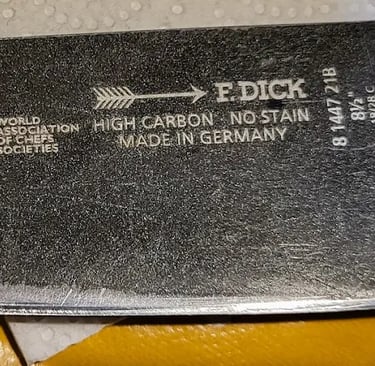 WORLD
ASSOCIATION
OF CHEFS
SOCIETIES
F. DICK
HIGH CARBON NO STAIN
MADE IN GERMANY
8 1447 21B
8½"